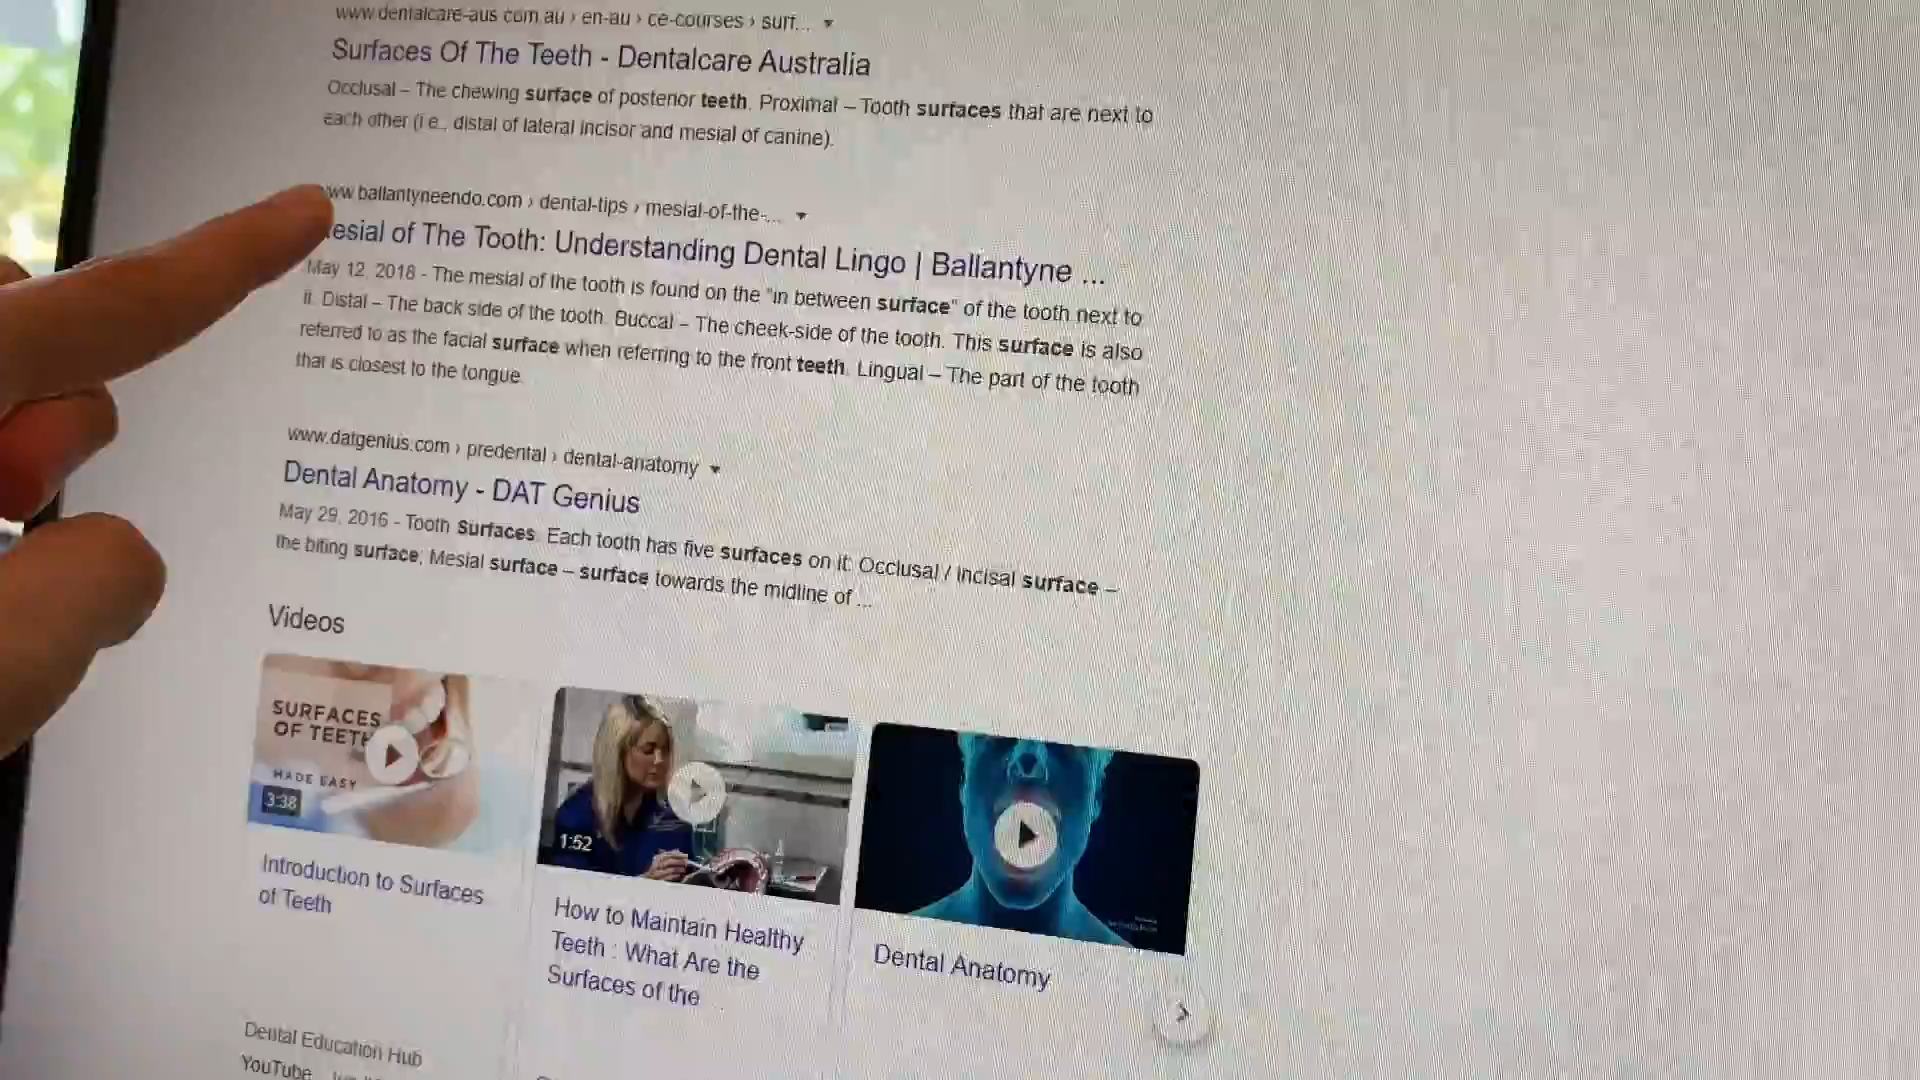 www.dentalcare-aus.com.au › en-au › ce-courses › surf...
Surfaces Of The Teeth - Dentalcare Australia
Occlusal – The chewing surface of posterior teeth. Proximal – Tooth surfaces that are next to
each other (i.e., distal of lateral incisor and mesial of canine).
ww.ballantyneendo.com › dental-tips › mesial-of-the-...
esial of The Tooth: Understanding Dental Lingo | Ballantyne ...
May 12, 2018 - The mesial of the tooth is found on the "in between surface" of the tooth next to
it. Distal – The back side of the tooth. Buccal – The cheek-side of the tooth. This surface is also
referred to as the facial surface when referring to the front teeth. Lingual – The part of the tooth
that is closest to the tongue.
www.datgenius.com › predental › dental-anatomy
Dental Anatomy - DAT Genius
May 29, 2016 - Tooth Surfaces. Each tooth has five surfaces on it: Occlusal / Incisal surface –
the biting surface; Mesial surface – surface towards the midline of ...
Videos
SURFACES
OF TEETH
MADE EASY
3:38
1:52
Introduction to Surfaces
of Teeth
How to Maintain Healthy
Teeth : What Are the
Surfaces of the ...
Dental Anatomy
Dental Education Hub
YouTube